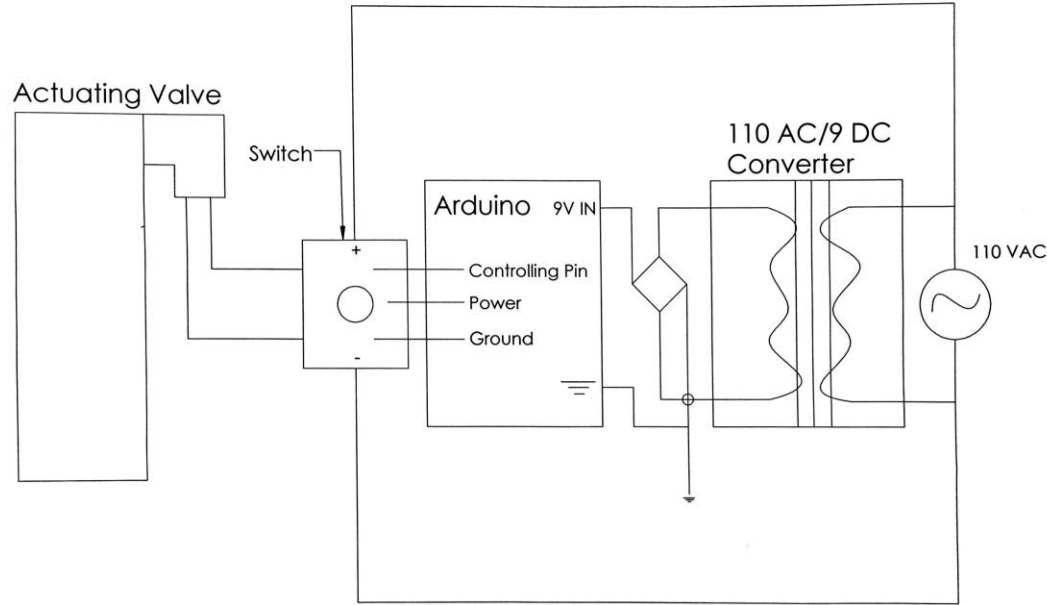 Actuating Valve
Switch
+
-
Controlling Pin
Power
Ground
Arduino
9V IN
110 AC/9 DC
Converter
110 VAC